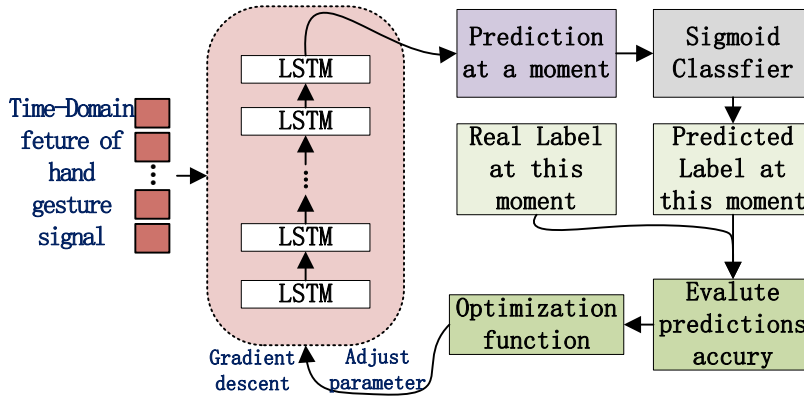 Time-Domain
feture of
hand
gesture
signal
LSTM
LSTM
LSTM
LSTM
Gradient
descent
Adjust
parameter
Prediction
at a moment
Sigmoid
Classfier
Real Label
at this
moment
Predicted
Label at
this moment
Optimization
function
Evalute
predictions
accury